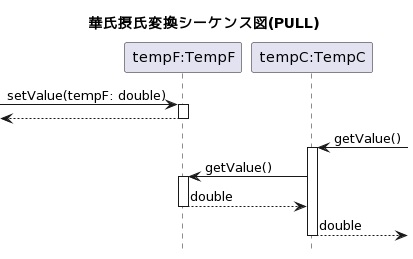 華氏摂氏変換シーケンス図(PULL)
tempF:TempF
tempC:TempC
setValue(tempF: double)
getValue()
getValue()
double
double